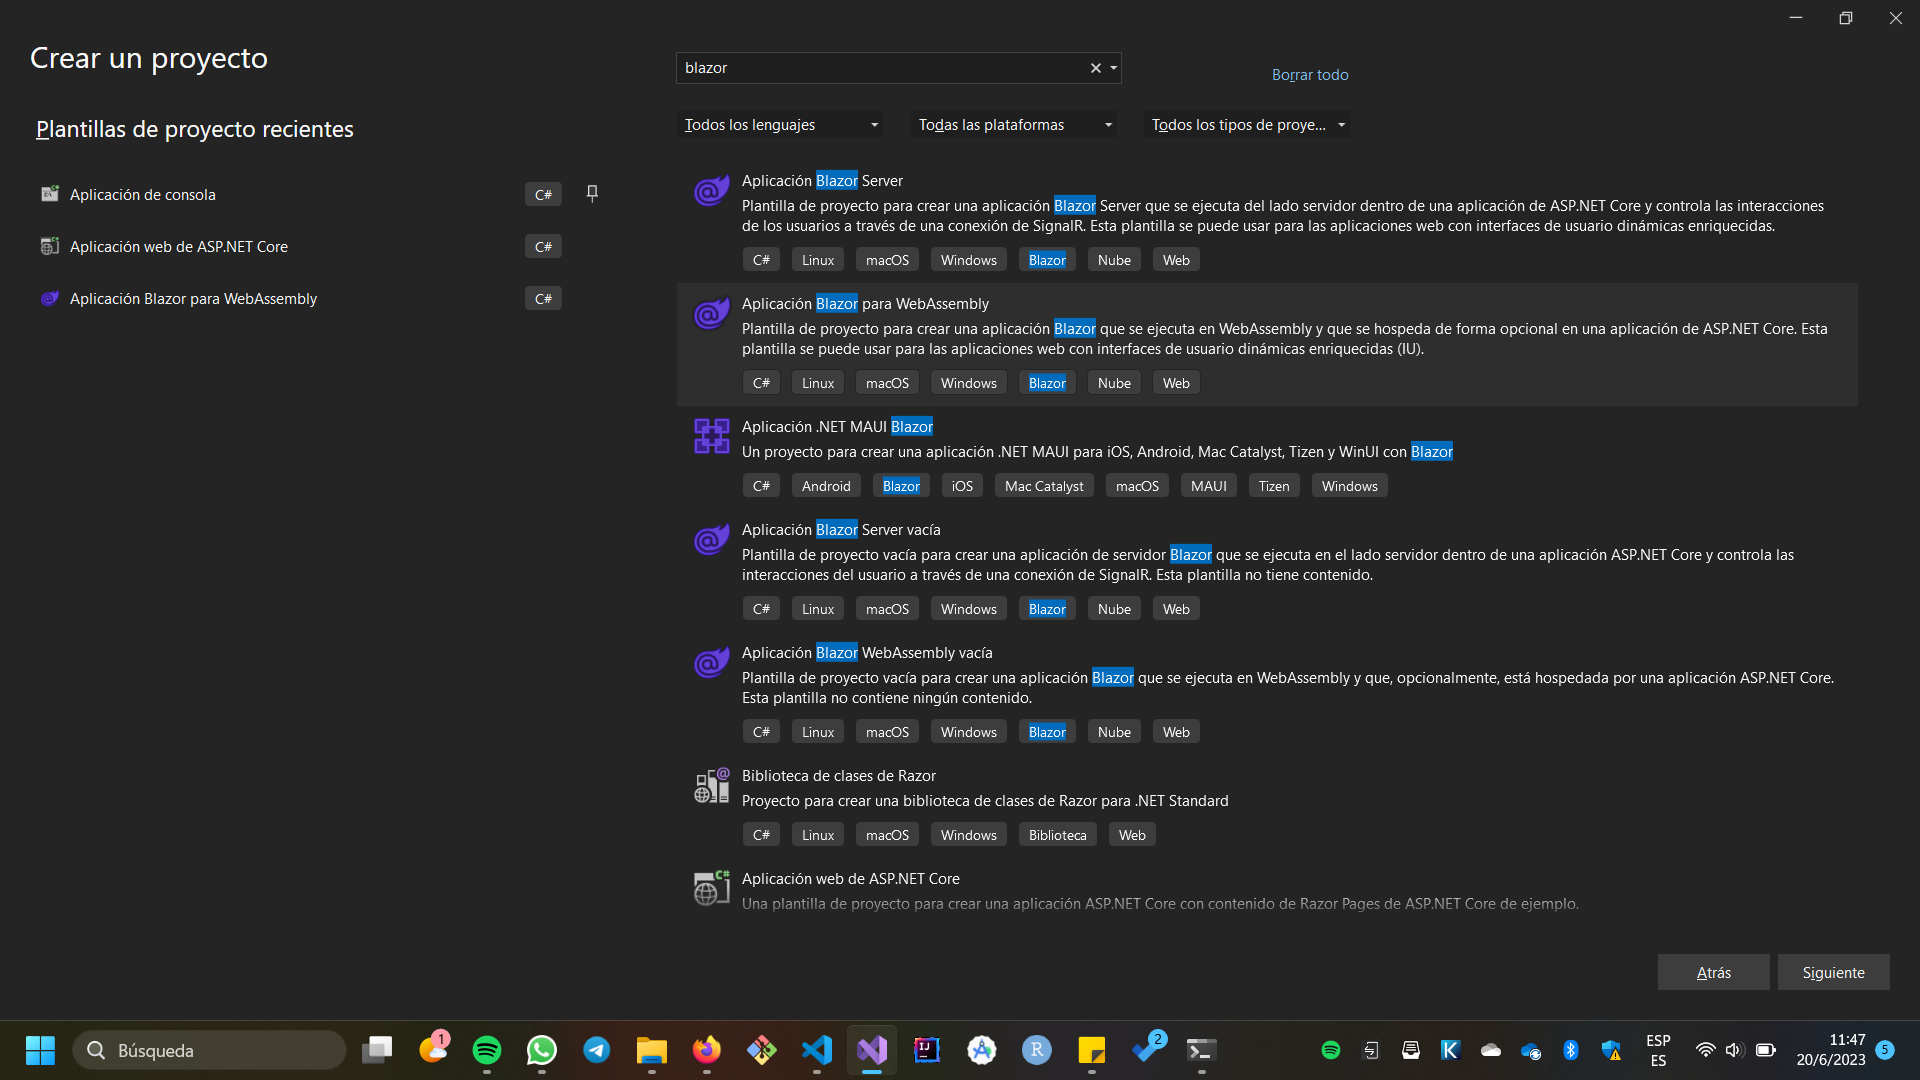 Crear un proyecto
Plantillas de proyecto recientes
Aplicación de consola
C#
Aplicación web de ASP.NET Core
C#
Aplicación Blazor para WebAssembly
C#
blazor
Borrar todo
Todos los lenguajes
Todas las plataformas
Todos los tipos de proye...
Aplicación Blazor Server
Plantilla de proyecto para crear una aplicación Blazor Server que se ejecuta del lado servidor dentro de una aplicación de ASP.NET Core y controla las interacciones
de los usuarios a través de una conexión de SignalR. Esta plantilla se puede usar para las aplicaciones web con interfaces de usuario dinámicas enriquecidas.
C# Linux macOS Windows Blazor Nube Web
Aplicación Blazor para WebAssembly
Plantilla de proyecto para crear una aplicación Blazor que se ejecuta en WebAssembly y que se hospeda de forma opcional en una aplicación de ASP.NET Core. Esta
plantilla se puede usar para las aplicaciones web con interfaces de usuario dinámicas enriquecidas (IU).
C# Linux macOS Windows Blazor Nube Web
Aplicación .NET MAUI Blazor
Un proyecto para crear una aplicación .NET MAUI para iOS, Android, Mac Catalyst, Tizen y WinUI con Blazor
C# Android Blazor iOS Mac Catalyst macOS MAUI Tizen Windows
Aplicación Blazor Server vacía
Plantilla de proyecto vacía para crear una aplicación de servidor Blazor que se ejecuta en el lado servidor dentro de una aplicación ASP.NET Core y controla las
interacciones del usuario a través de una conexión de SignalR. Esta plantilla no tiene contenido.
C# Linux macOS Windows Blazor Nube Web
Aplicación Blazor WebAssembly vacía
Plantilla de proyecto vacía para crear una aplicación Blazor que se ejecuta en WebAssembly y que, opcionalmente, está hospedada por una aplicación ASP.NET Core.
Esta plantilla no contiene ningún contenido.
C# Linux macOS Windows Blazor Nube Web
Biblioteca de clases de Razor
Proyecto para crear una biblioteca de clases de Razor para .NET Standard
C# Linux macOS Windows Biblioteca Web
Aplicación web de ASP.NET Core
Una plantilla de proyecto para crear una aplicación ASP.NET Core con contenido de Razor Pages de ASP.NET Core de ejemplo.
Atrás
Siguiente
Búsqueda
1
IJ
R
2
K
ESP
ES
11:47
20/6/2023
5